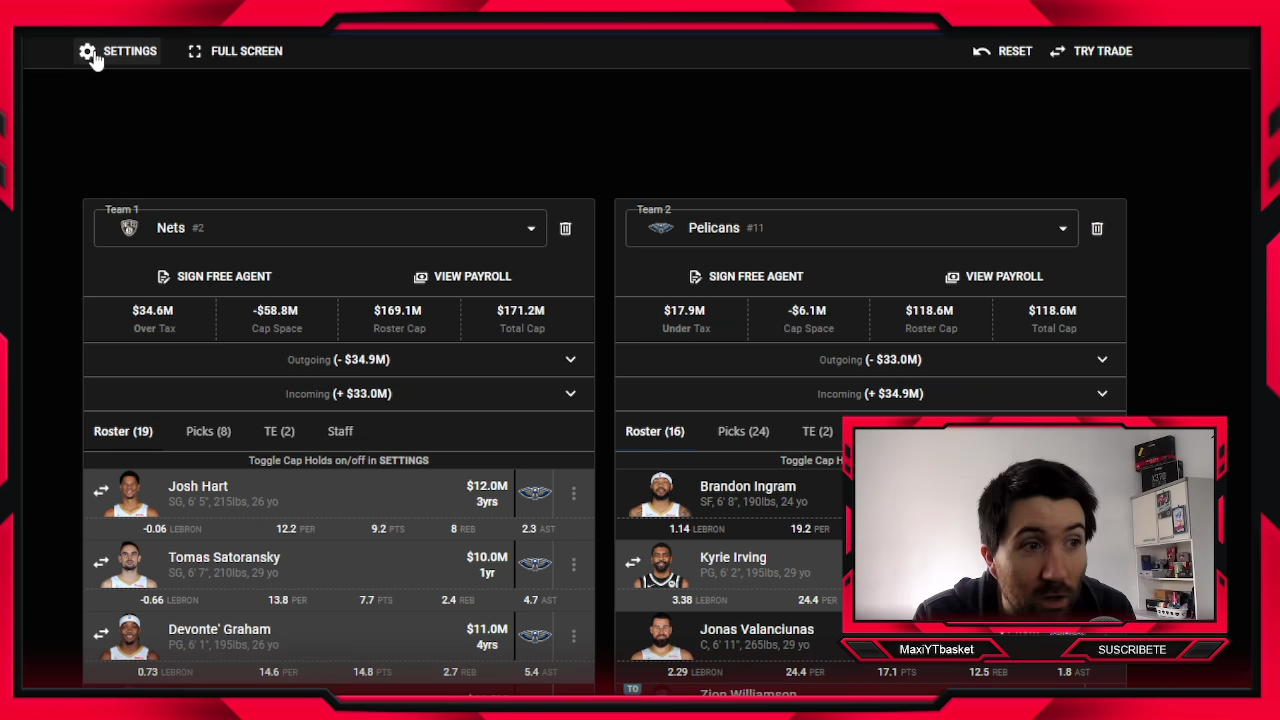 SETTINGS FULL SCREEN RESET TRY TRADE
Team 1
Nets #2
SIGN FREE AGENT VIEW PAYROLL
$34.6M -$58.8M $169.1M $171.2M
Over Tax Cap Space Roster Cap Total Cap
Outgoing (- $34.9M)
Incoming (+ $33.0M)
Roster (19) Picks (8) TE (2) Staff
Toggle Cap Holds on/off in SETTINGS
Josh Hart $12.0M
SG, 6' 5", 215lbs, 26 yo 3yrs
-0.06 LEBRON 12.2 PER 9.2 PTS 8 REB 2.3 AST
Tomas Satoransky $10.0M
SG, 6' 7", 210lbs, 29 yo 1yr
-0.66 LEBRON 13.8 PER 7.7 PTS 2.4 REB 4.7 AST
Devonte' Graham $11.0M
PG, 6' 1", 195lbs, 26 yo 4yrs
0.73 LEBRON 14.6 PER 14.8 PTS 2.7 REB 5.4 AST
Team 2
Pelicans #11
SIGN FREE AGENT VIEW PAYROLL
$17.9M -$6.1M $118.6M $118.6M
Under Tax Cap Space Roster Cap Total Cap
Outgoing (- $33.0M)
Incoming (+ $34.9M)
Roster (16) Picks (24) TE (2)
Toggle Cap H
Brandon Ingram
SF, 6' 8", 190lbs, 24 yo
1.14 LEBRON 19.2 PER
Kyrie Irving
PG, 6' 2", 195lbs, 29 yo
3.38 LEBRON 24.4 PER
Jonas Valanciunas
C, 6' 11", 265lbs, 29 yo
2.29 LEBRON 24.4 PER 17.1 PTS 12.5 REB 1.8 AST
TO
Zion Williamson
MaxiYTbasket SUSCRIBETE